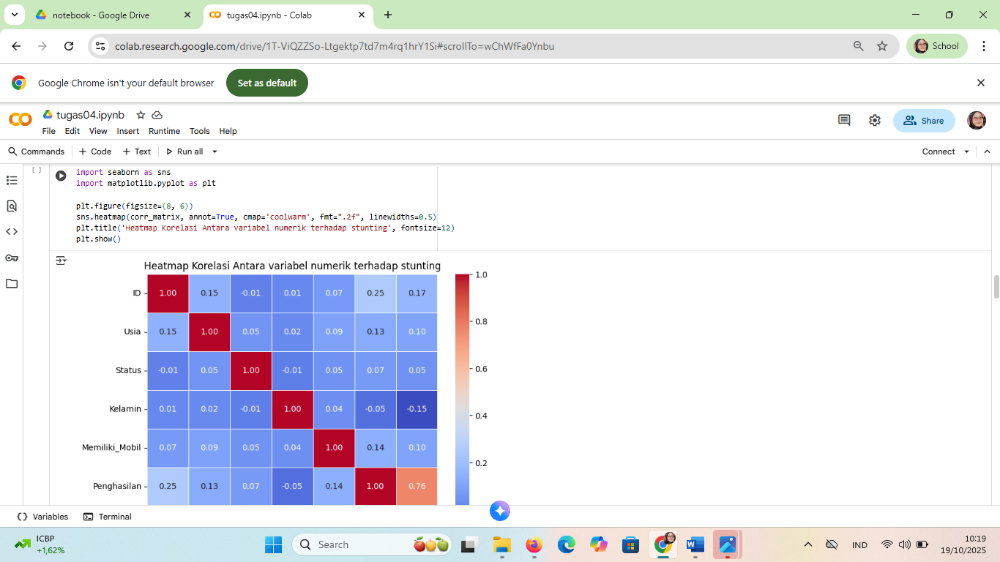 notebook - Google Drive
tugas04.ipynb - Colab
colab.research.google.com/drive/1T-ViQZZSo-Ltgektp7td7m4rq1hrY1Si#scrollTo=wChWfFa0Ynbu
School
Google Chrome isn't your default browser
Set as default
CO
tugas04.ipynb
Share
File Edit View Insert Runtime Tools Help
Commands + Code + Text Run all
Connect
[ ]
import seaborn as sns
import matplotlib.pyplot as plt
plt.figure(figsize=(8, 6))
sns.heatmap(corr_matrix, annot=True, cmap='coolwarm', fmt=".2f", linewidths=0.5)
plt.title('Heatmap Korelasi Antara variabel numerik terhadap stunting', fontsize=12)
plt.show()
Heatmap Korelasi Antara variabel numerik terhadap stunting
ID 1.00 0.15 -0.01 0.01 0.07 0.25 0.17
Usia 0.15 1.00 0.05 0.02 0.09 0.13 0.10
Status -0.01 0.05 1.00 -0.01 0.05 0.07 0.05
Kelamin 0.01 0.02 -0.01 1.00 0.04 -0.05 -0.15
Memiliki_Mobil 0.07 0.09 0.05 0.04 1.00 0.14 0.10
Penghasilan 0.25 0.13 0.07 -0.05 0.14 1.00 0.76
1.0
0.8
0.6
0.4
0.2
Variables Terminal
ICBP
+1,62%
Search
IND
10:19
19/10/2025